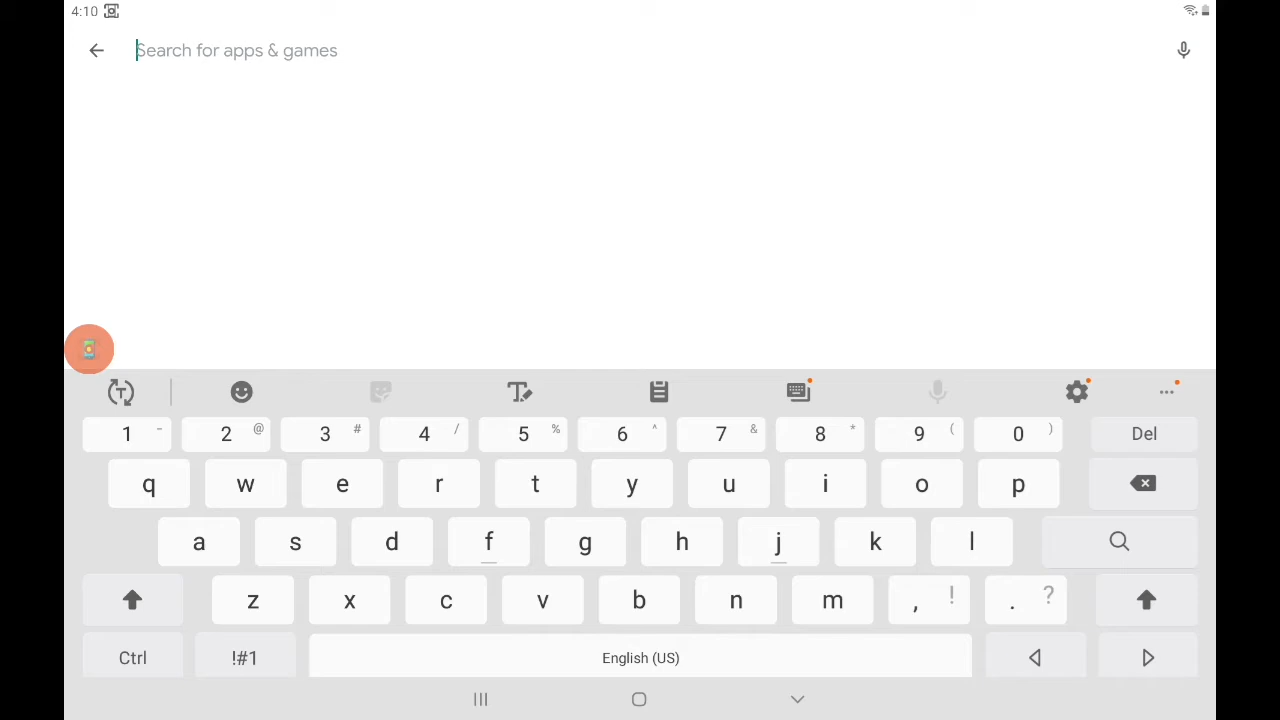 4:10
Search for apps & games
1 - 2 @ 3 # 4 / 5 % 6 ^ 7 & 8 * 9 ( 0 ) Del
q w e r t y u i o p
a s d f g h j k l
z x c v b n m , ! . ?
Ctrl !#1 English (US)